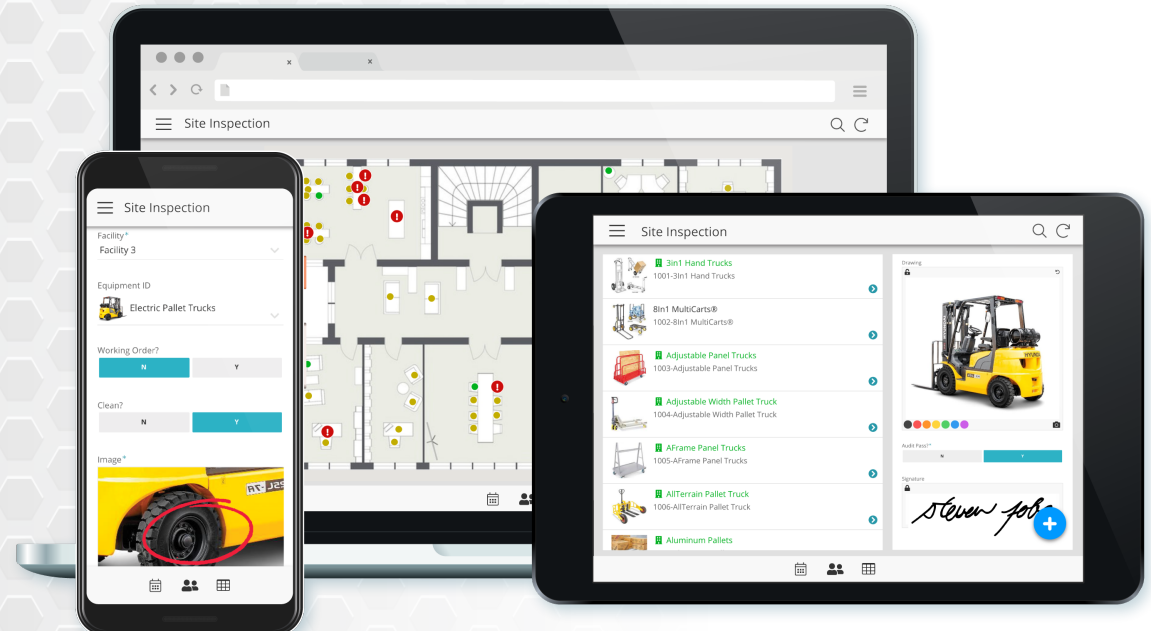 Site Inspection
Site Inspection
Facility*
Facility 3
Equipment ID
Electric Pallet Trucks
Working Order?
N Y
Clean?
N Y
Image*
Site Inspection
3in1 Hand Trucks
1001-3In1 Hand Trucks
8In1 MultiCarts®
1002-8In1 MultiCarts®
Adjustable Panel Trucks
1003-Adjustable Panel Trucks
Adjustable Width Pallet Truck
1004-Adjustable Width Pallet Truck
AFrame Panel Trucks
1005-AFrame Panel Trucks
AllTerrain Pallet Truck
1006-AllTerrain Pallet Truck
Aluminum Pallets
Drawing
HYUNDAI
Audit Pass?*
N Y
Signature
steven jobs